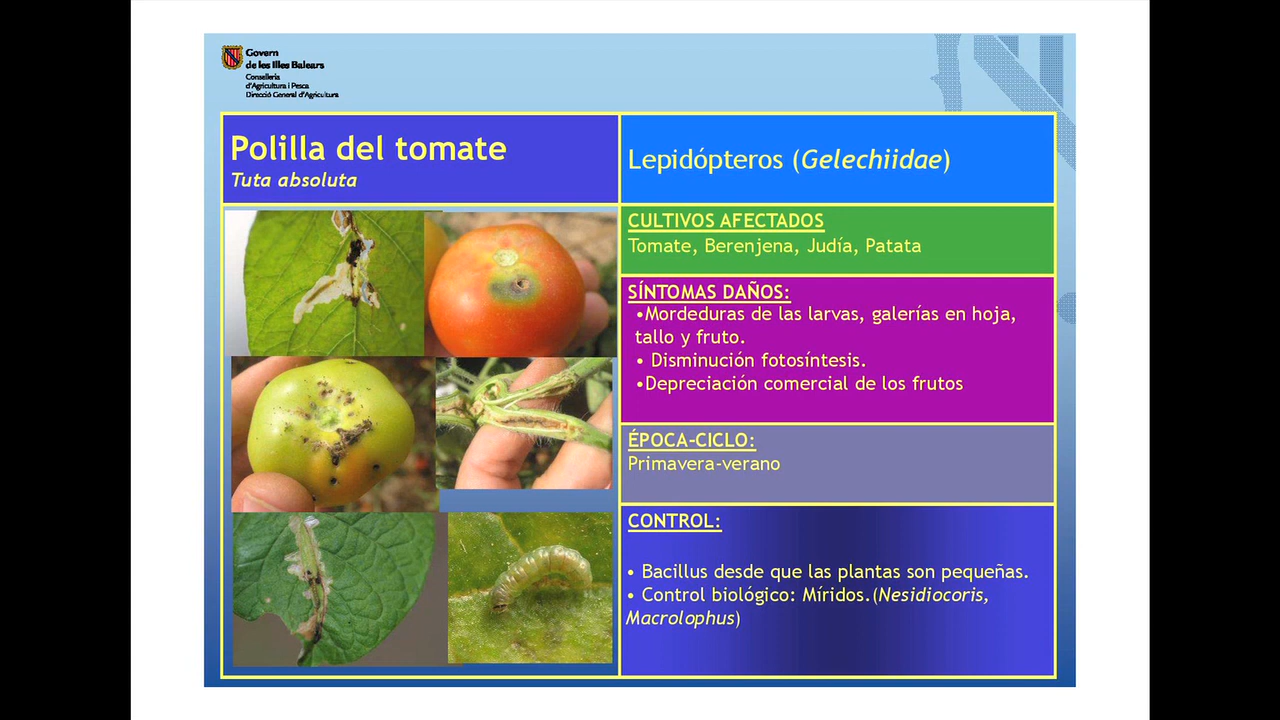 Govern
de les Illes Balears
Conselleria
d'Agricultura i Pesca
Direcció General d'Agricultura
Polilla del tomate
Tuta absoluta
Lepidópteros (Gelechiidae)
CULTIVOS AFECTADOS
Tomate, Berenjena, Judía, Patata
SÍNTOMAS DAÑOS:
•Mordeduras de las larvas, galerías en hoja,
tallo y fruto.
• Disminución fotosíntesis.
•Depreciación comercial de los frutos
ÉPOCA-CICLO:
Primavera-verano
CONTROL:
• Bacillus desde que las plantas son pequeñas.
• Control biológico: Míridos.(Nesidiocoris,
Macrolophus)